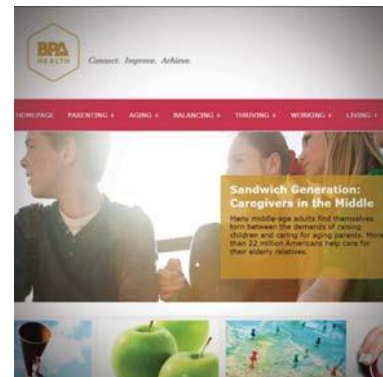 BPA
HEALTH
Connect. Improve. Achieve.
HOMEPAGE PARENTING + AGING + BALANCING + THRIVING + WORKING + LIVING +
Sandwich Generation:
Caregivers in the Middle
Many middle-age adults find themselves
torn between the demands of raising
children and caring for aging parents. More
than 22 million Americans help care for
their elderly relatives.